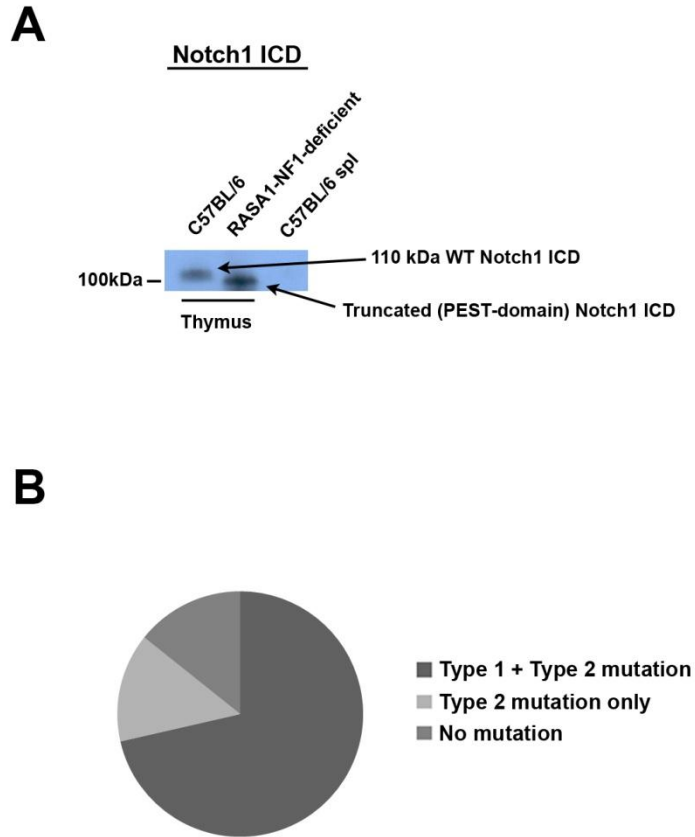 A
Notch1 ICD
C57BL/6
RASA1-NF1-deficient
C57BL/6 spl
110 kDa WT Notch1 ICD
100kDa
Truncated (PEST-domain) Notch1 ICD
Thymus
B
Type 1 + Type 2 mutation
Type 2 mutation only
No mutation